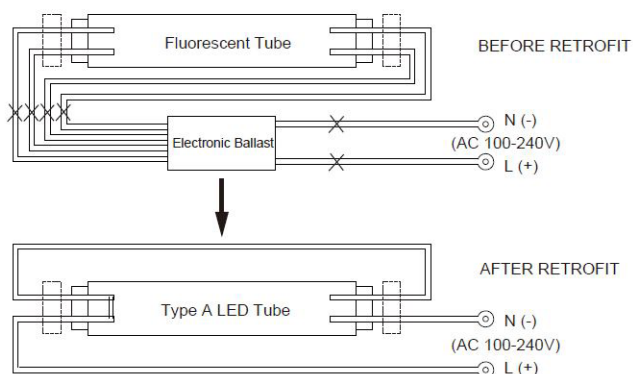 Fluorescent Tube
BEFORE RETROFIT
Electronic Ballast
N (-)
(AC 100-240V)
L (+)
AFTER RETROFIT
Type A LED Tube
N (-)
(AC 100-240V)
L (+)